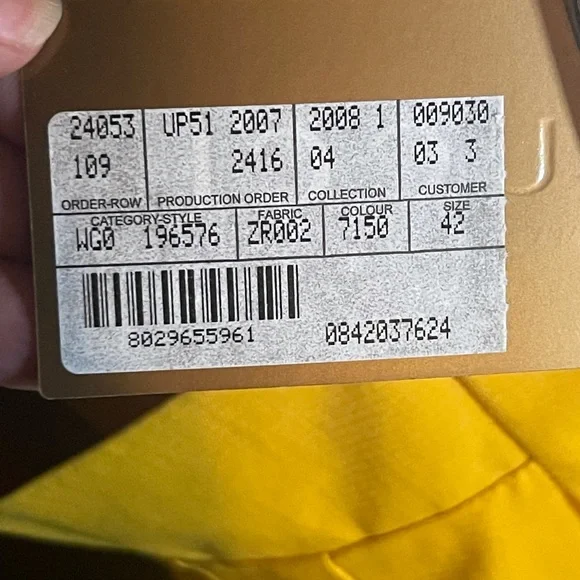 24053 UP51 2007 2008 1 009030
109 2416 04 03 3
ORDER-ROW PRODUCTION ORDER COLLECTION CUSTOMER
CATEGORY-STYLE FABRIC COLOUR SIZE
WG0 196576 ZR002 7150 42
8029655961 0842037624